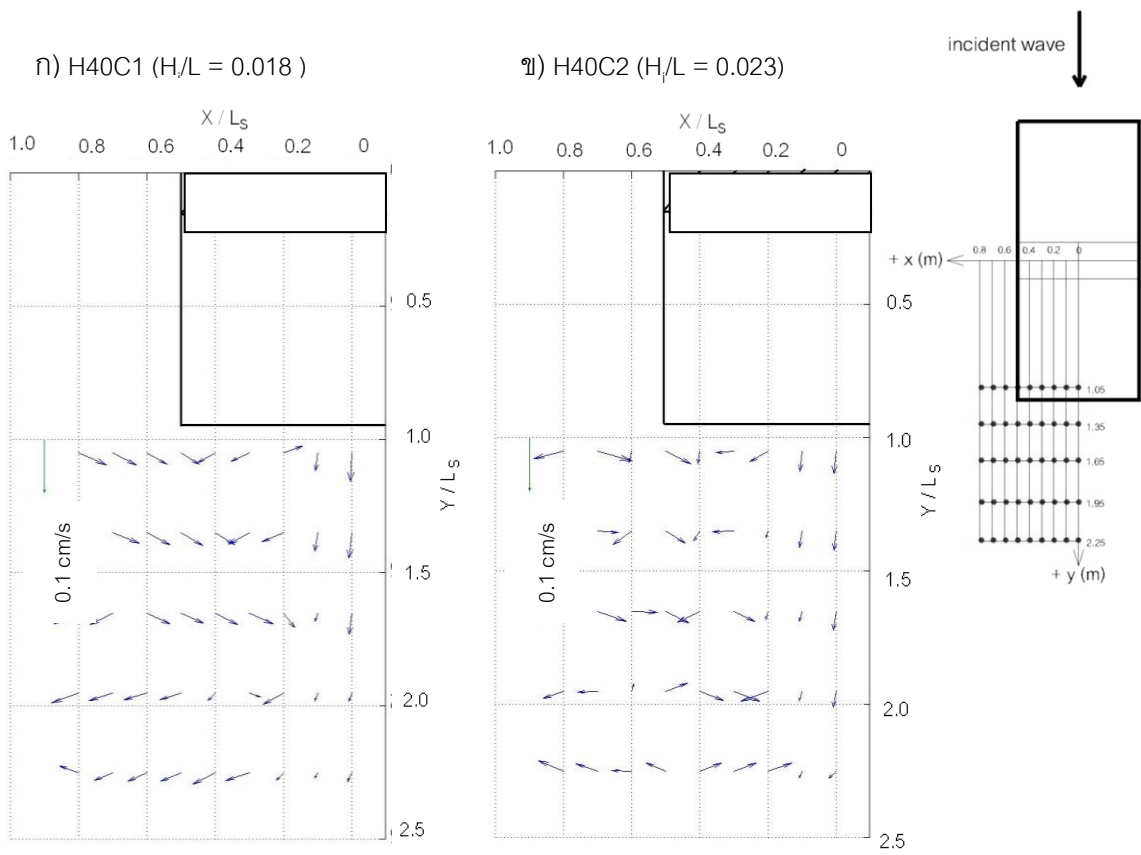 ก) H40C1 (Hᵢ/L = 0.018 )
X / L_S
1.0 0.8 0.6 0.4 0.2 0
0.5
1.0
1.5
2.0
2.5
Y / L_S
0.1 cm/s
ข) H40C2 (Hᵢ/L = 0.023)
X / L_S
1.0 0.8 0.6 0.4 0.2 0
0.5
1.0
1.5
2.0
2.5
Y / L_S
0.1 cm/s
incident wave
0.8 0.6 0.4 0.2 0
+ x (m)
1.05
1.35
1.65
1.95
2.25
+ y (m)